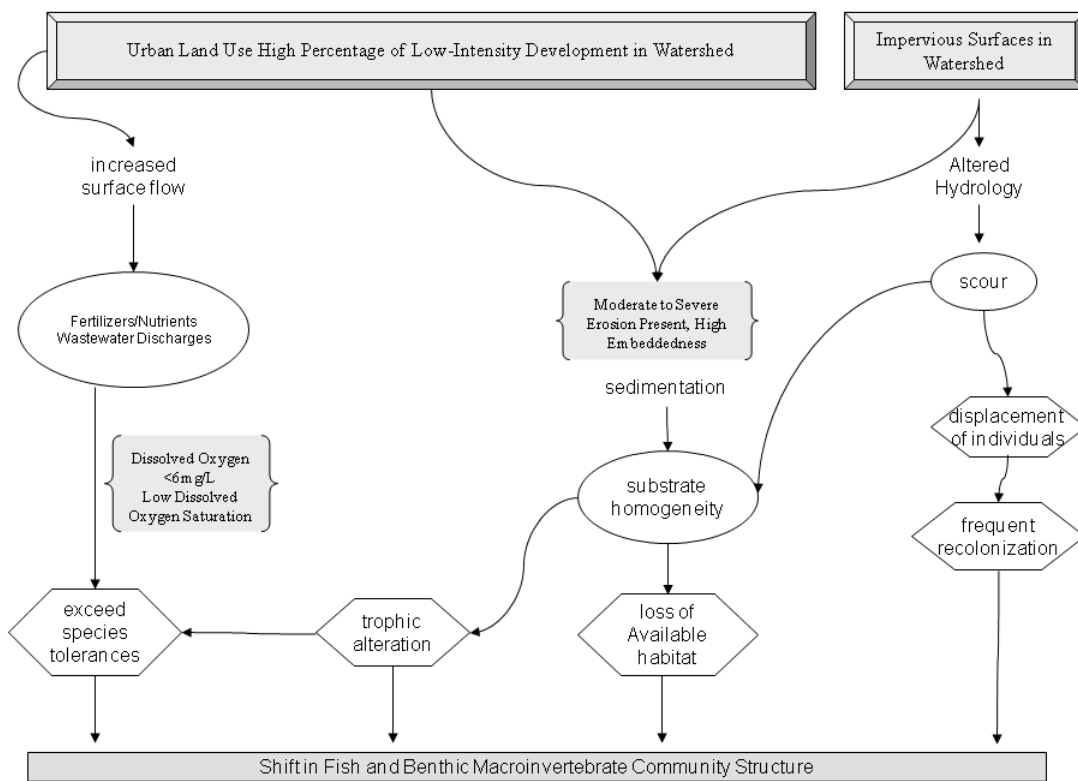 Urban Land Use High Percentage of Low-Intensity Development in Watershed
Impervious Surfaces in
Watershed
increased
surface flow
Altered
Hydrology
Fertilizers/Nutrients
Wastewater Discharges
Moderate to Severe
Erosion Present, High
Embeddedness
scour
sedimentation
displacement
of individuals
Dissolved Oxygen
<6mg/L
Low Dissolved
Oxygen Saturation
substrate
homogeneity
frequent
recolonization
exceed
species
tolerances
trophic
alteration
loss of
Available
habitat
Shift in Fish and Benthic Macroinvertebrate Community Structure